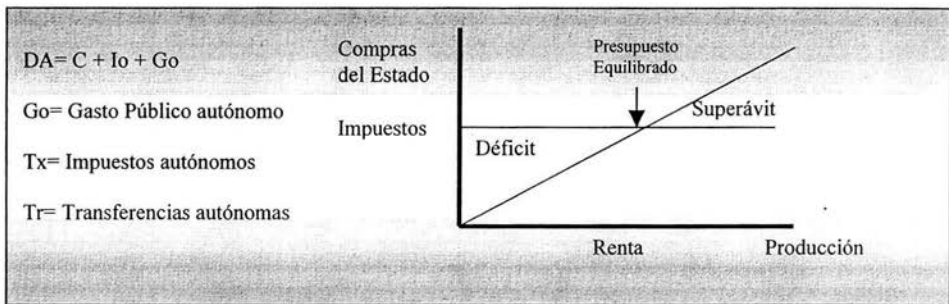 DA= C + Io + Go
Go= Gasto Público autónomo
Tx= Impuestos autónomos
Tr= Transferencias autónomas
Compras
del Estado
Impuestos
Presupuesto
Equilibrado
Superávit
Déficit
Renta
Producción